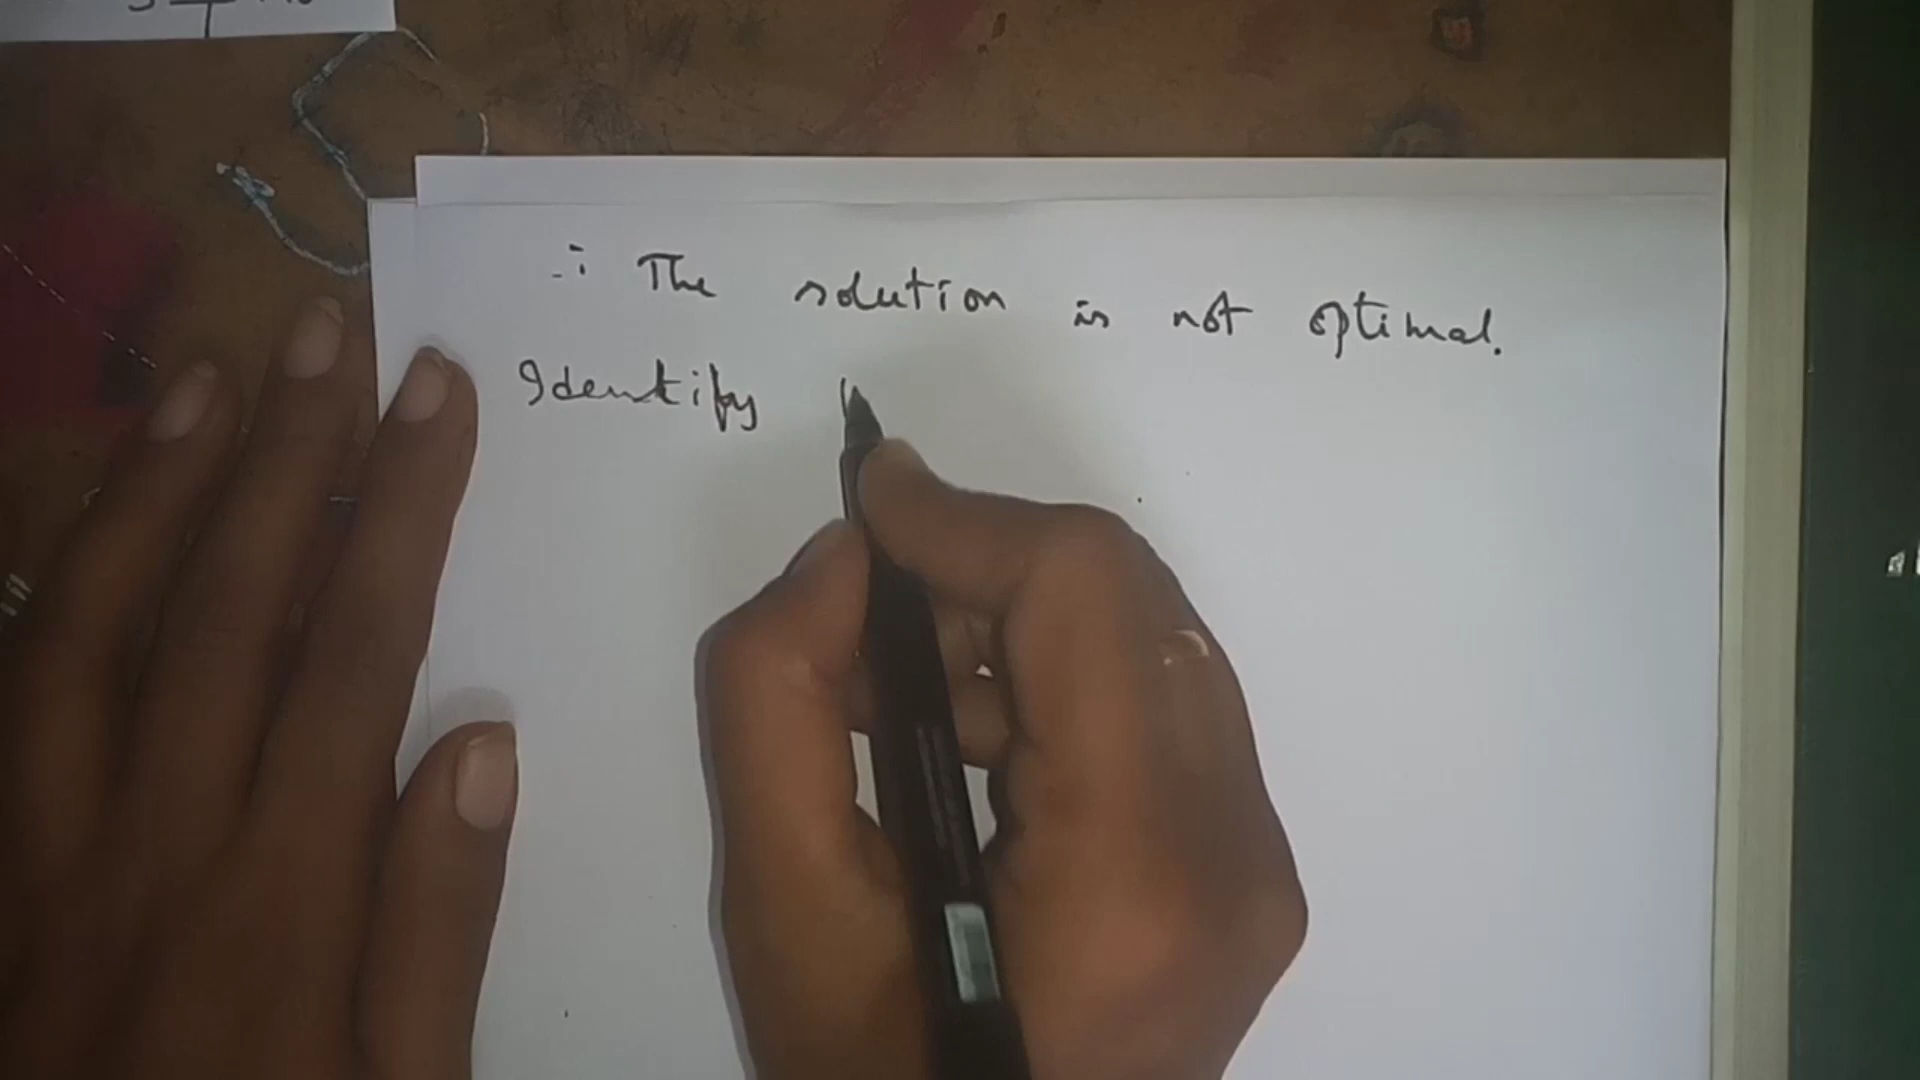 ∴ The solution is not optimal.
Identify